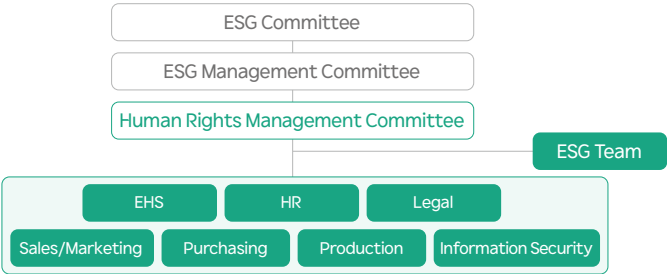 ESG Committee
ESG Management Committee
Human Rights Management Committee
ESG Team
EHS
HR
Legal
Sales/Marketing
Purchasing
Production
Information Security